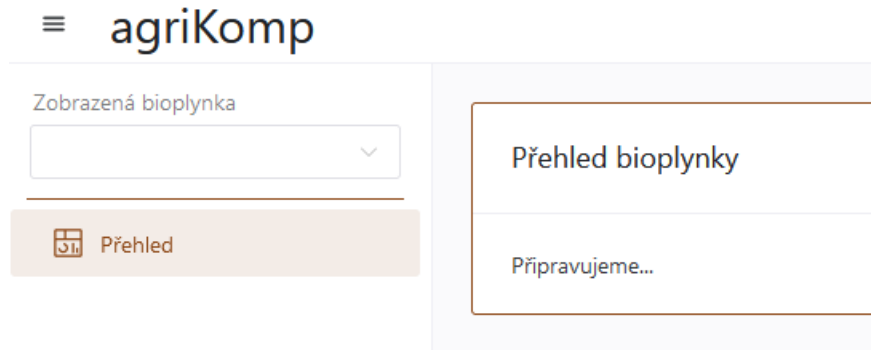 agriKomp
Zobrazená bioplynka
Přehled
Přehled bioplynky
Připravujeme...